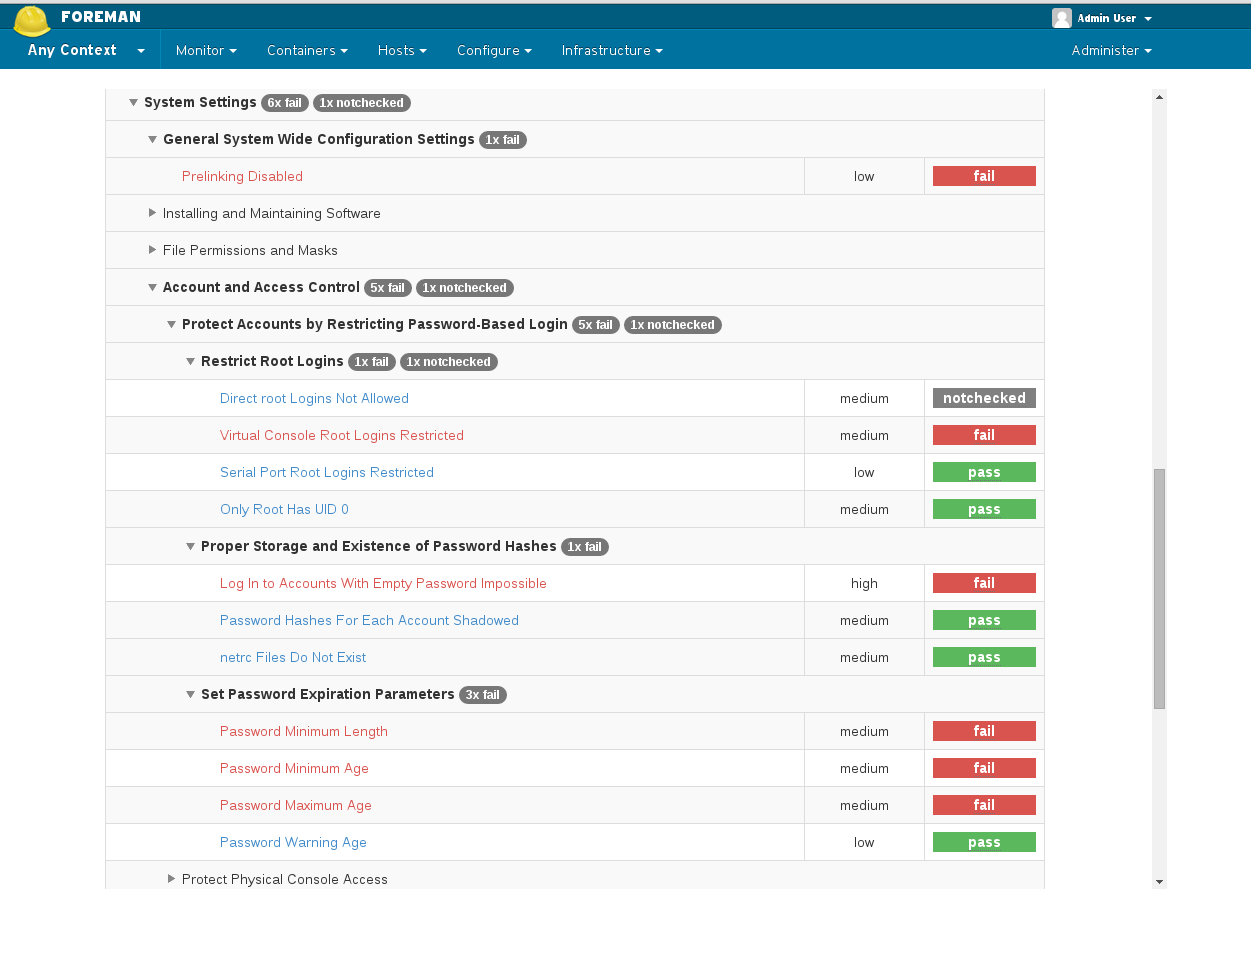 FOREMAN
Admin User
Any Context Monitor Containers Hosts Configure Infrastructure Administer
System Settings 6x fail 1x notchecked
General System Wide Configuration Settings 1x fail
Prelinking Disabled low fail
Installing and Maintaining Software
File Permissions and Masks
Account and Access Control 5x fail 1x notchecked
Protect Accounts by Restricting Password-Based Login 5x fail 1x notchecked
Restrict Root Logins 1x fail 1x notchecked
Direct root Logins Not Allowed medium notchecked
Virtual Console Root Logins Restricted medium fail
Serial Port Root Logins Restricted low pass
Only Root Has UID 0 medium pass
Proper Storage and Existence of Password Hashes 1x fail
Log In to Accounts With Empty Password Impossible high fail
Password Hashes For Each Account Shadowed medium pass
netrc Files Do Not Exist medium pass
Set Password Expiration Parameters 3x fail
Password Minimum Length medium fail
Password Minimum Age medium fail
Password Maximum Age medium fail
Password Warning Age low pass
Protect Physical Console Access